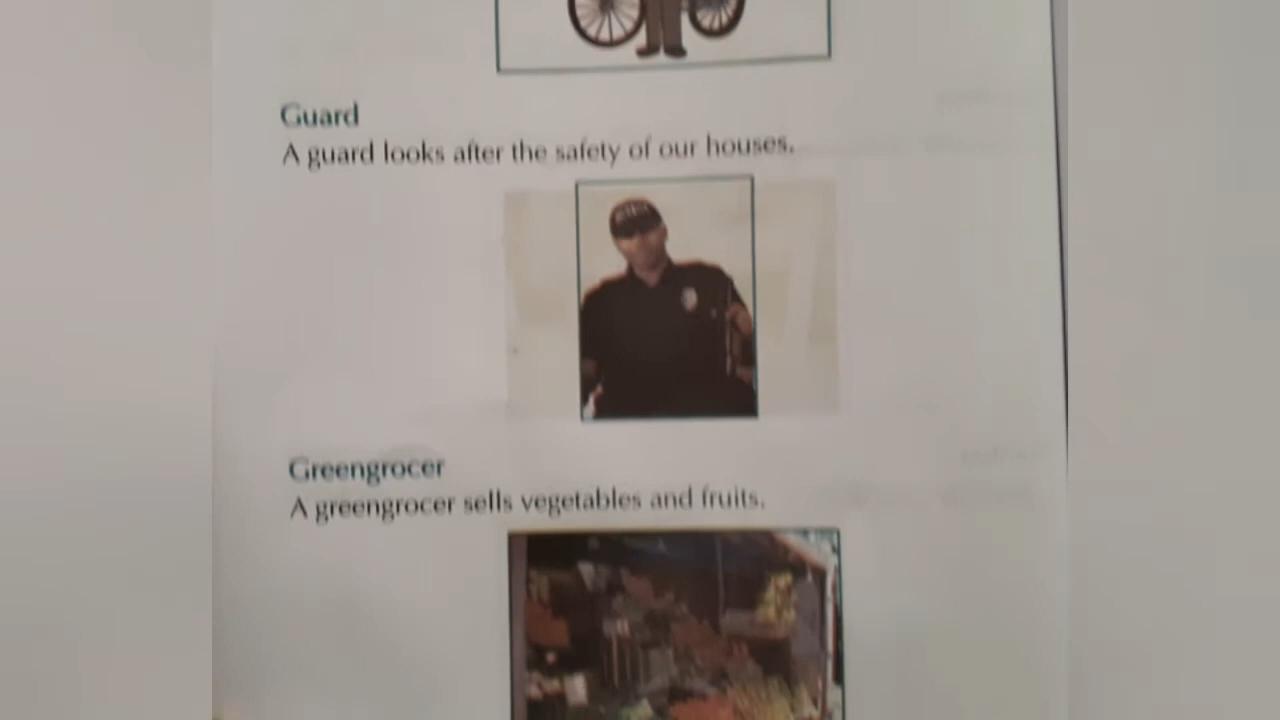 Guard
A guard looks after the safety of our houses.
Greengrocer
A greengrocer sells vegetables and fruits.